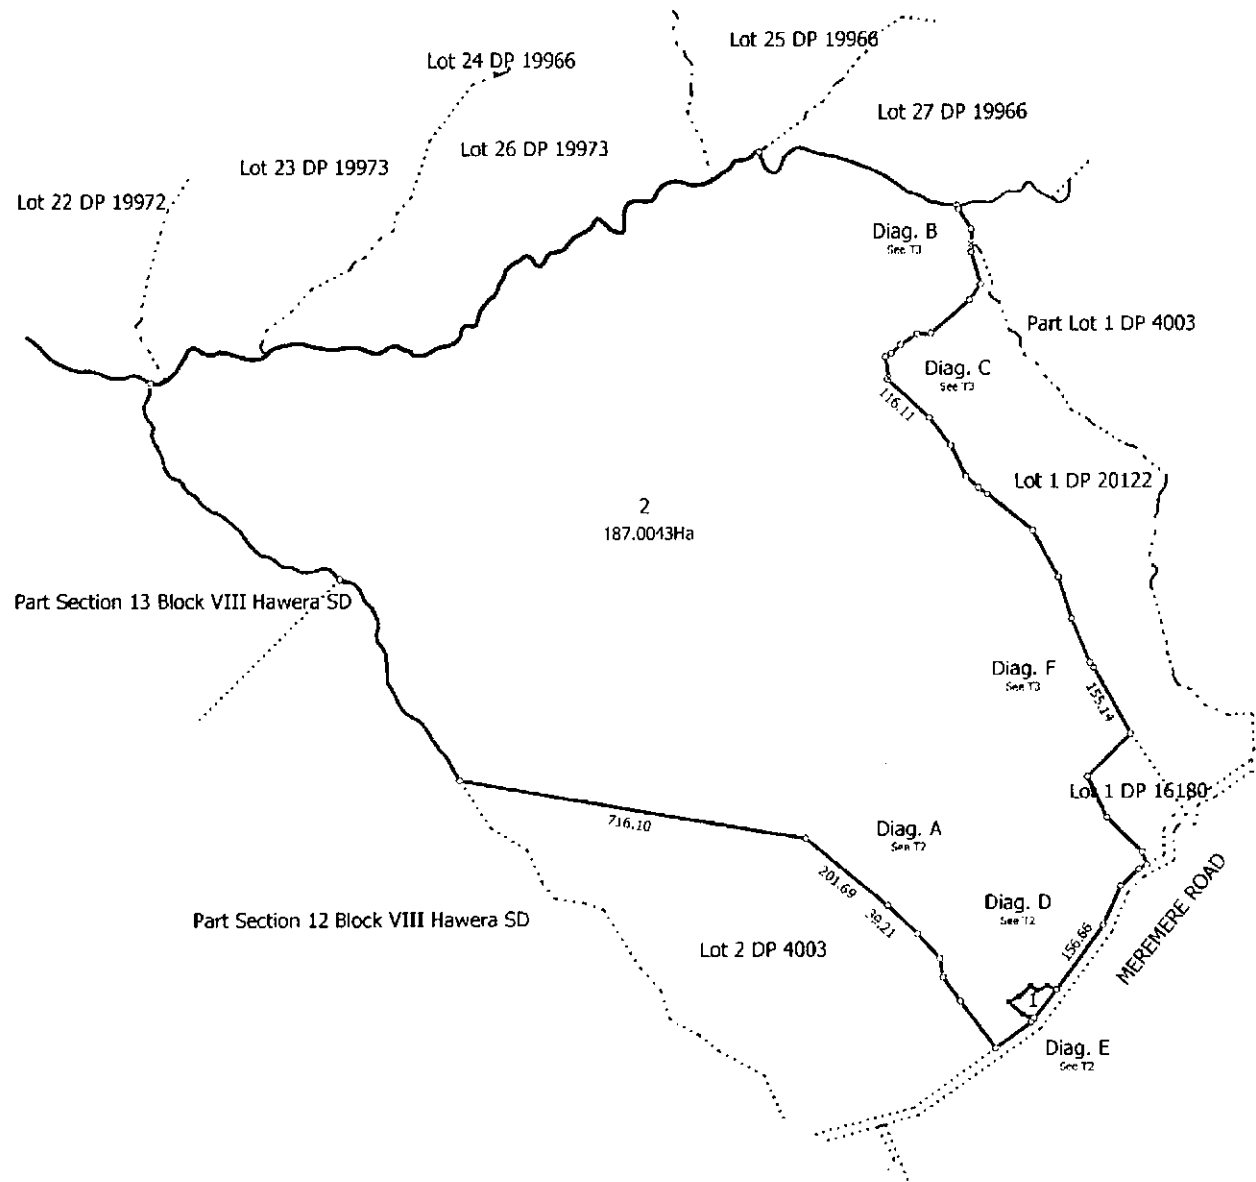 Lot 25 DP 19966
Lot 24 DP 19966
Lot 27 DP 19966
Lot 26 DP 19973
Lot 23 DP 19973
Lot 22 DP 19972
Diag. B
See T3
Part Lot 1 DP 4003
Diag. C
See T3
116.11
Lot 1 DP 20122
2
187.0043Ha
Part Section 13 Block VIII Hawera SD
Diag. F
See T3
155.14
Lot 1 DP 16180
716.10
Diag. A
See T2
201.69
39.21
Diag. D
See T2
Part Section 12 Block VIII Hawera SD
Lot 2 DP 4003
156.66
MEREMERE ROAD
1
Diag. E
See T2